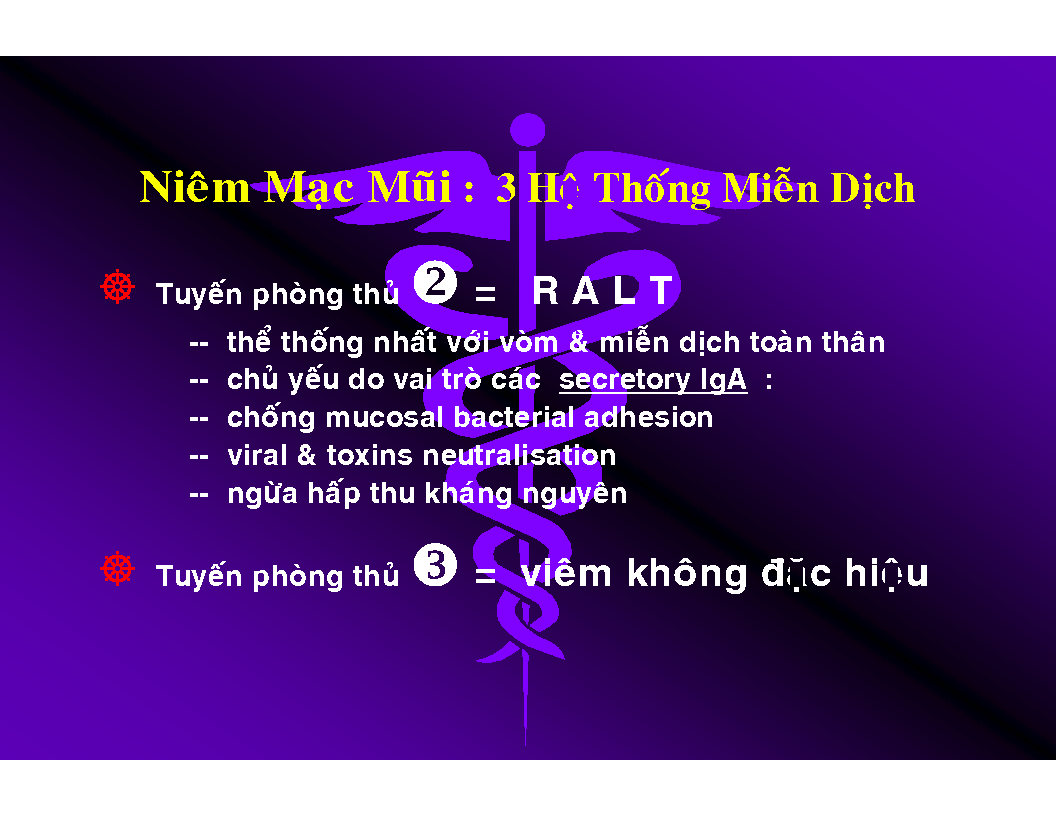 Niêm Mạc Mũi : 3 Hệ Thống Miễn Dịch
Tuyến phòng thủ ❷ = R A L T
-- thể thống nhất với vòm & miễn dịch toàn thân
-- chủ yếu do vai trò các secretory IgA :
-- chống mucosal bacterial adhesion
-- viral & toxins neutralisation
-- ngừa hấp thu kháng nguyên
Tuyến phòng thủ ❸ = viêm không đặc hiệu